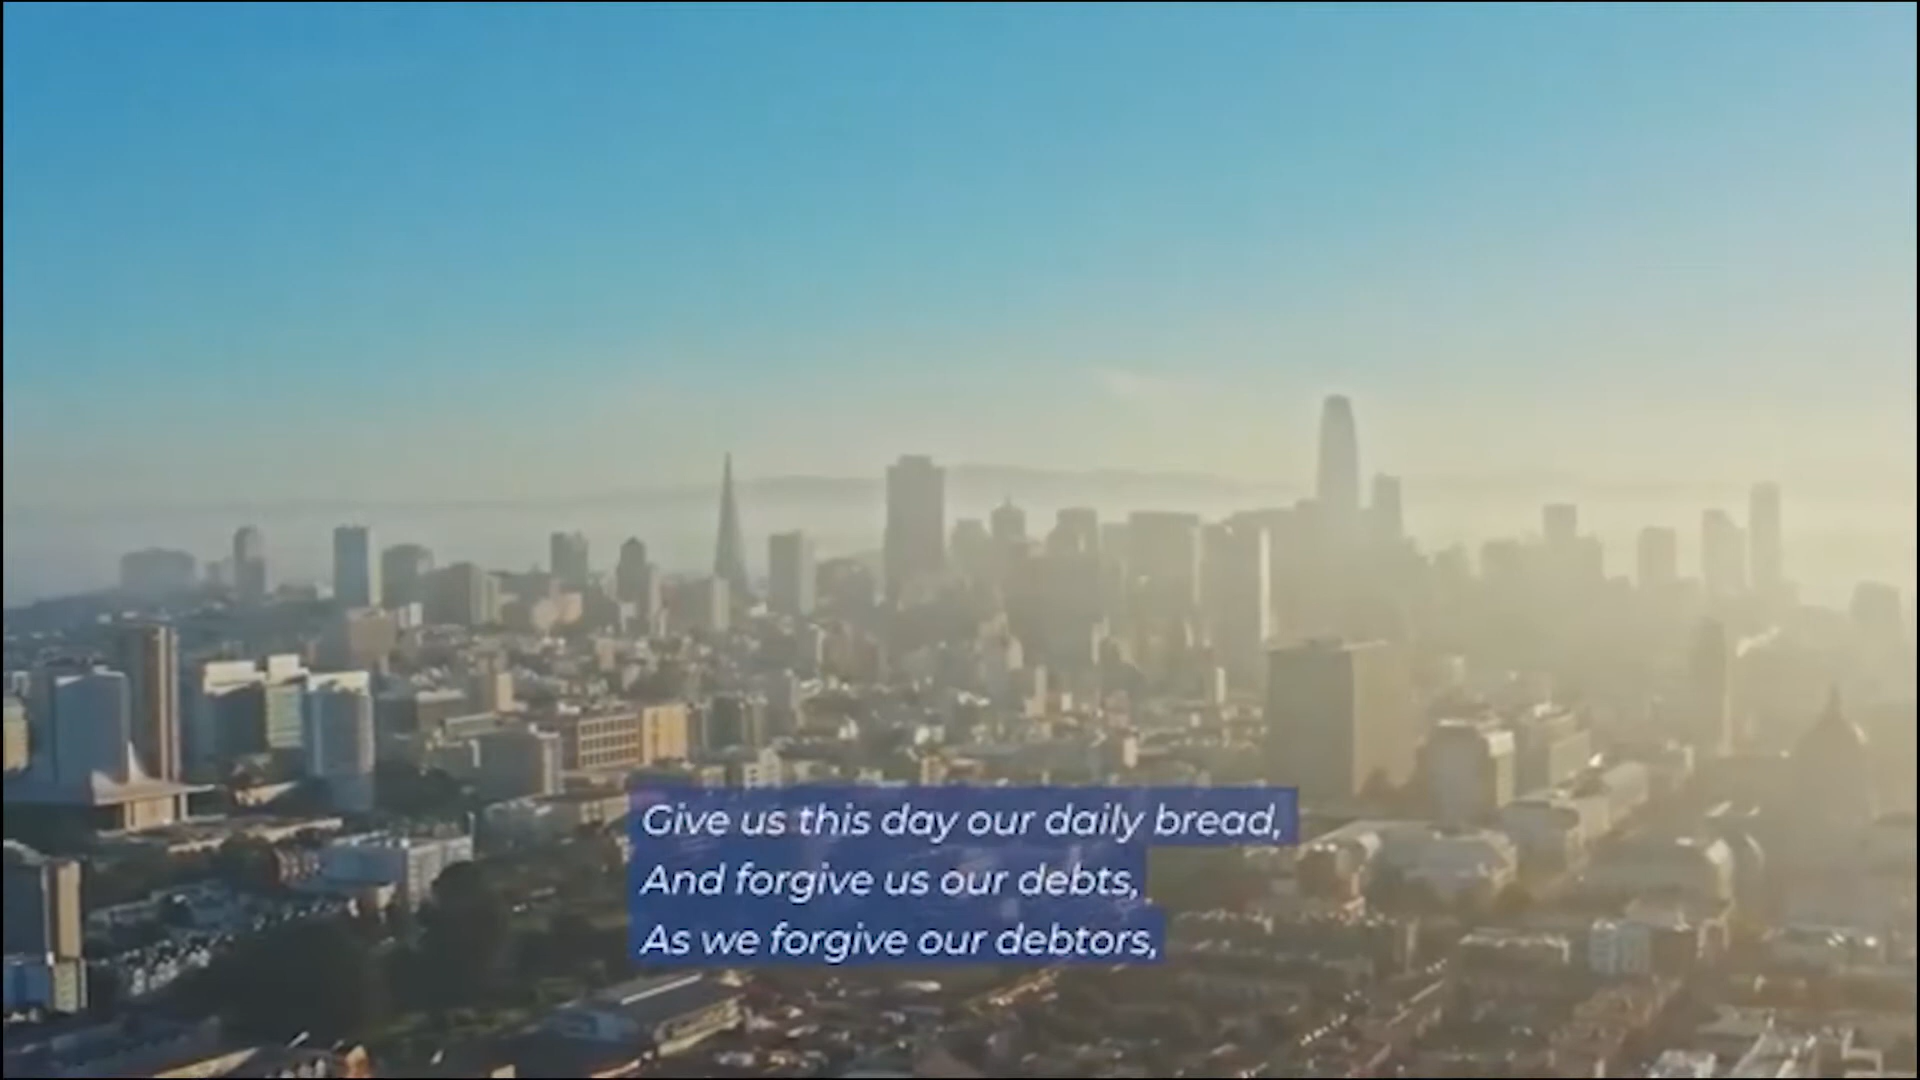 Give us this day our daily bread,
And forgive us our debts,
As we forgive our debtors,